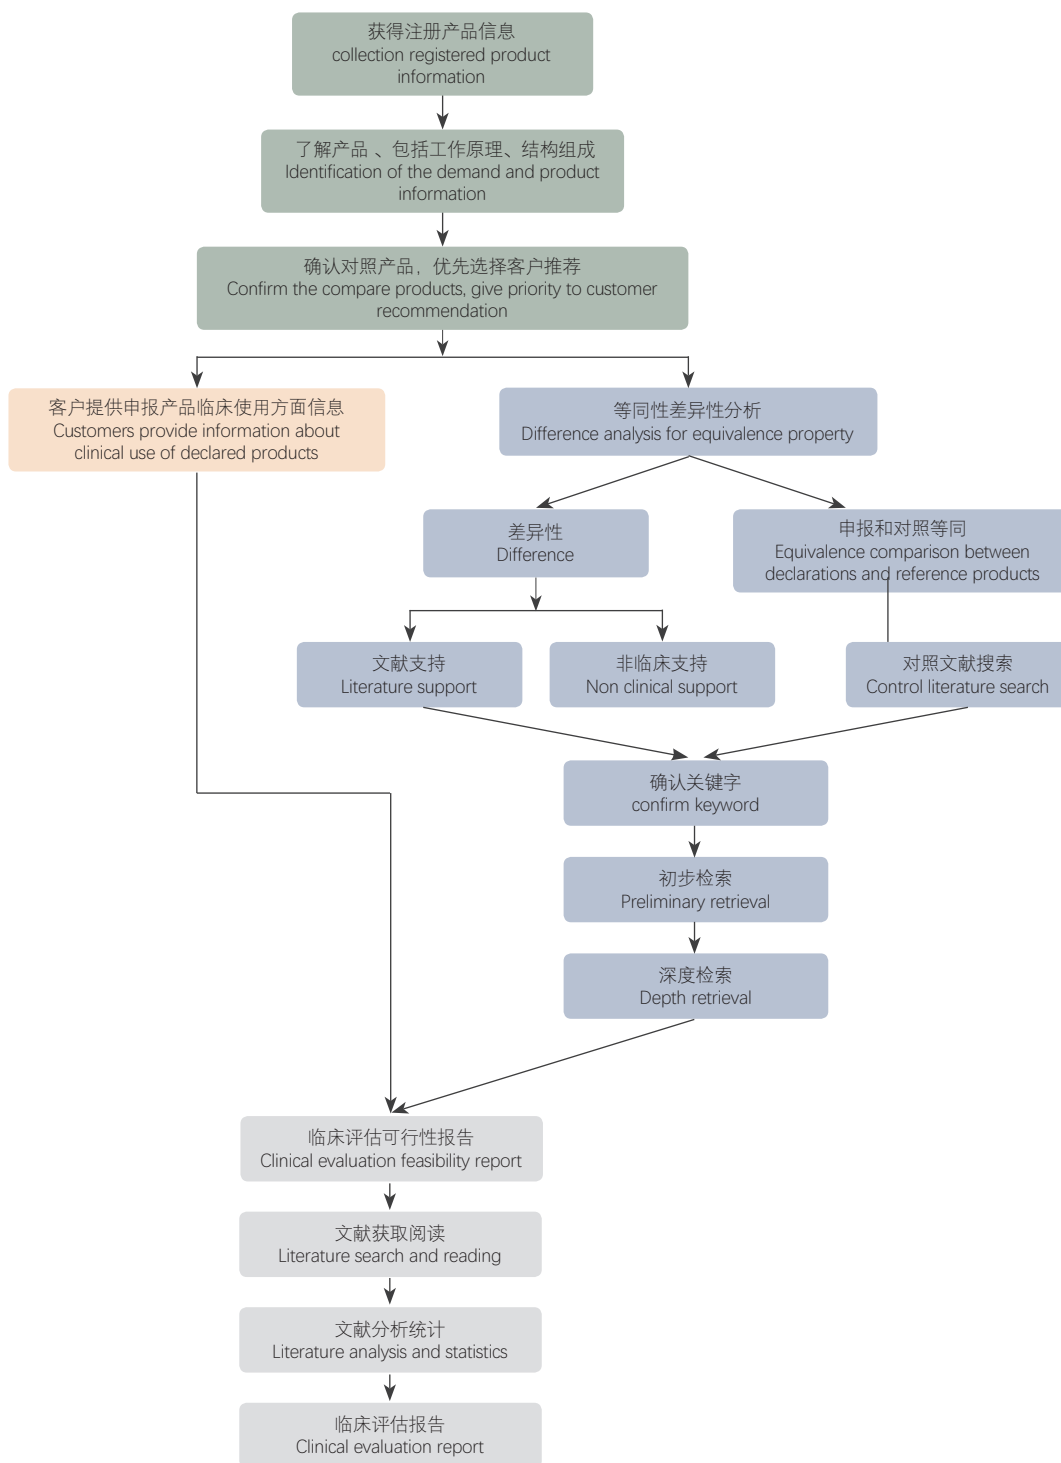 获得注册产品信息
collection registered product
information
了解产品 、包括工作原理、结构组成
Identification of the demand and product
information
确认对照产品，优先选择客户推荐
Confirm the compare products, give priority to customer
recommendation
客户提供申报产品临床使用方面信息
Customers provide information about
clinical use of declared products
等同性差异性分析
Difference analysis for equivalence property
差异性
Difference
申报和对照等同
Equivalence comparison between
declarations and reference products
文献支持
Literature support
非临床支持
Non clinical support
对照文献搜索
Control literature search
确认关键字
confirm keyword
初步检索
Preliminary retrieval
深度检索
Depth retrieval
临床评估可行性报告
Clinical evaluation feasibility report
文献获取阅读
Literature search and reading
文献分析统计
Literature analysis and statistics
临床评估报告
Clinical evaluation report